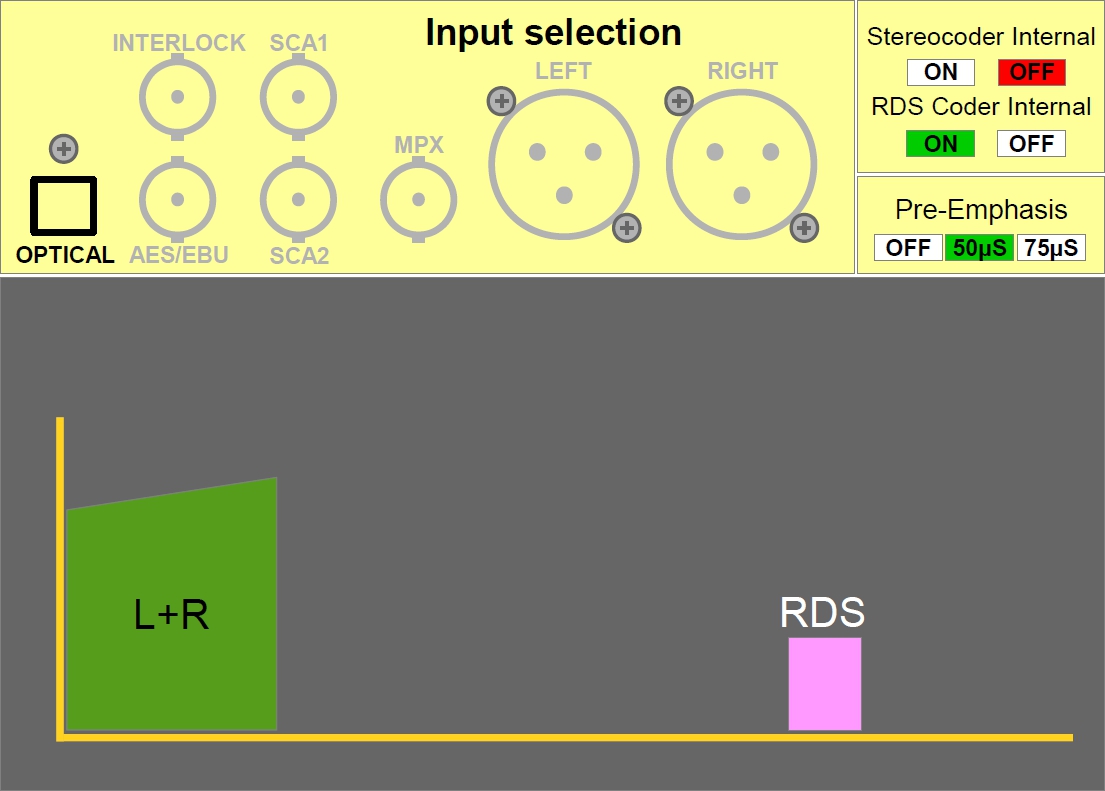 Input selection
INTERLOCK SCA1
LEFT RIGHT
MPX
OPTICAL AES/EBU SCA2
Stereocoder Internal
ON OFF
RDS Coder Internal
ON OFF
Pre-Emphasis
OFF 50µS 75µS
L+R
RDS